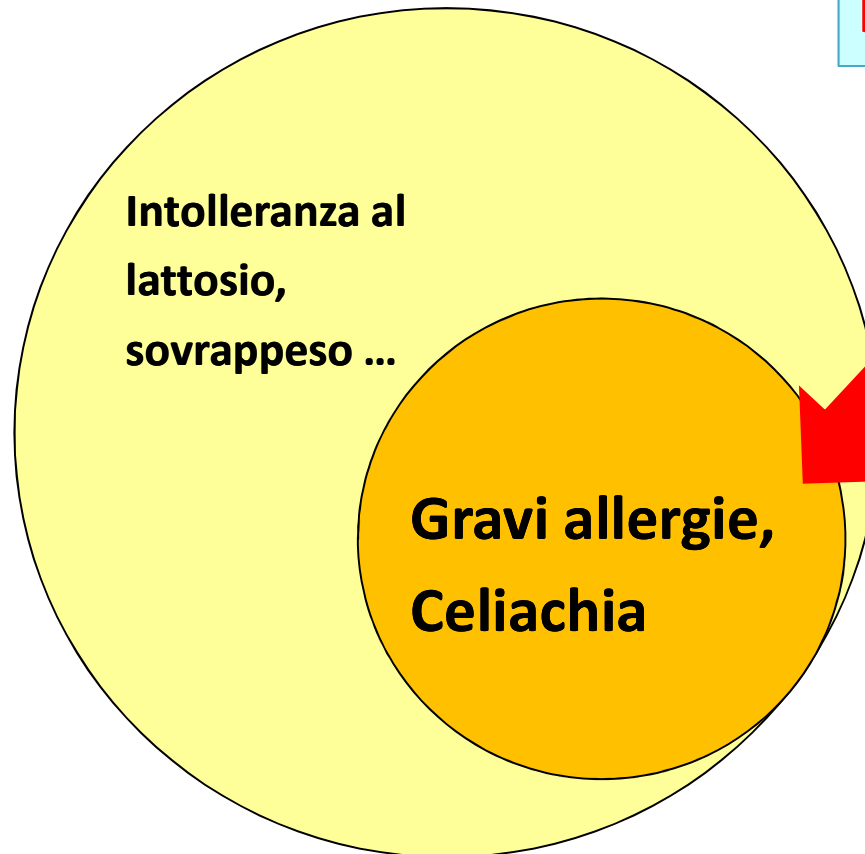 Intolleranza al
lattosio,
sovrappeso ...
Gravi allergie,
Celiachia